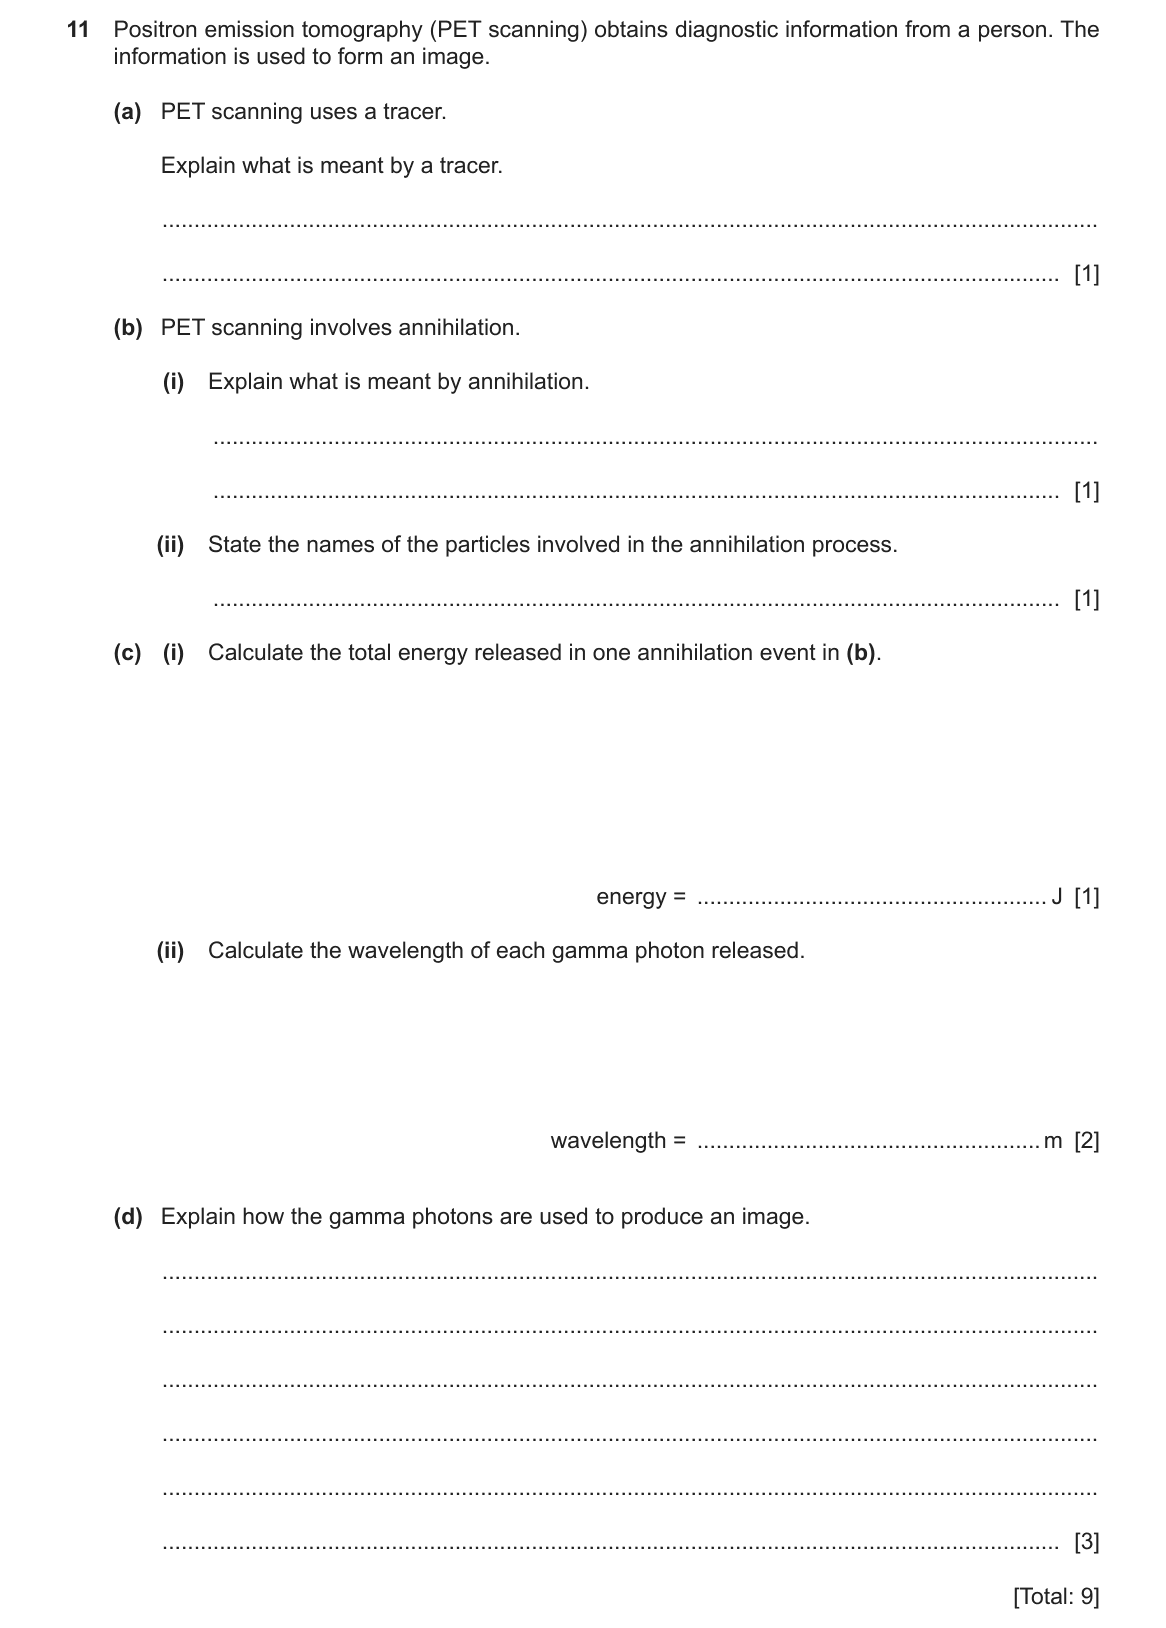 11 Positron emission tomography (PET scanning) obtains diagnostic information from a person. The
information is used to form an image.
(a) PET scanning uses a tracer.
Explain what is meant by a tracer.
................................................................
................................................................ [1]
(b) PET scanning involves annihilation.
(i) Explain what is meant by annihilation.
................................................................
................................................................ [1]
(ii) State the names of the particles involved in the annihilation process.
................................................................ [1]
(c) (i) Calculate the total energy released in one annihilation event in (b).
energy = ................................ J [1]
(ii) Calculate the wavelength of each gamma photon released.
wavelength = ................................ m [2]
(d) Explain how the gamma photons are used to produce an image.
................................................................
................................................................
................................................................
................................................................
................................................................
................................................................ [3]
[Total: 9]